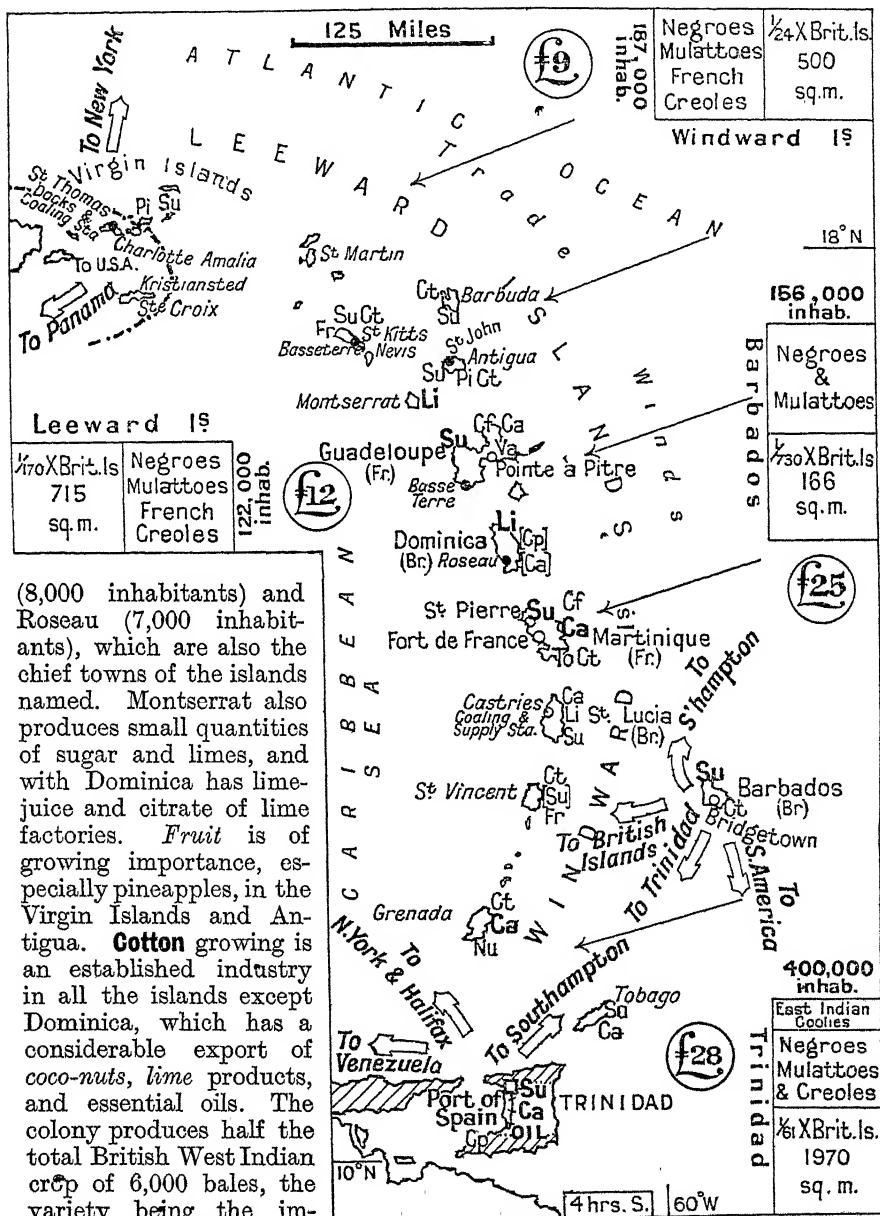 125 Miles
ATLANTIC OCEAN
LEEWARD ISLANDS
Trade Winds
£9
187,000
inhab.
Negroes
Mulattoes
French
Creoles
1/24 X Brit. Is.
500
sq. m.
Windward Is.
To New York
Virgin Islands
St Thomas
Docks &
Coaling Sta
Pi Su
Charlotte Amalia
To U.S.A.
Kristiansted
Ste Croix
To Panama
St Martin
18°N
Ct
Barbuda
Su
Su Ct
Fr
St Kitts
Basseterre
Nevis
St John
Antigua
Su Pi Ct
Montserrat
Li
156,000
inhab.
Barbados
Negroes
&
Mulattoes
1/730 X Brit. Is
166
sq. m.
Leeward Is.
1/170 X Brit. Is
715
sq. m.
Negroes
Mulattoes
French
Creoles
122,000
inhab.
£12
Cf Ca
Su
Va
Guadeloupe
(Fr.)
Pointe à Pitre
Basse
Terre
Li
Dominica
[Cp]
(Br.) Roseau
[Ca]
£25
St Pierre
Su
Cf
Ca
Fort de France
Martinique
(Fr.)
To Ct
Castries
Coaling &
Supply Sta.
Ca
Li
Su
St. Lucia
(Br.)
To
S'hampton
St Vincent
Ct
[Su]
Fr
Su
Barbados
(Br)
Ct
Bridgetown
To British
Islands
To Trinidad
To
S. America
CARIBBEAN
SEA
WINDWARD Is
Grenada
Ct
Ca
Nu
To
N. York & Halifax
To Southampton
To
Venezuela
Tobago
Su
Ca
£28
400,000
inhab.
Trinidad
East Indian
Coolies
Negroes
Mulattoes
& Creoles
1/61 X Brit. Is.
1970
sq. m.
Port of
Spain
Su
Ca
Oil
Cp
TRINIDAD
10°N
4hrs. S.
60°W
(8,000 inhabitants) and
Roseau (7,000 inhabit-
ants), which are also the
chief towns of the islands
named. Montserrat also
produces small quantities
of sugar and limes, and
with Dominica has lime-
juice and citrate of lime
factories. Fruit is of
growing importance, es-
pecially pineapples, in the
Virgin Islands and An-
tigua. Cotton growing is
an established industry
in all the islands except
Dominica, which has a
considerable export of
coco-nuts, lime products,
and essential oils. The
colony produces half the
total British West Indian
crop of 6,000 bales, the
variety being the im-